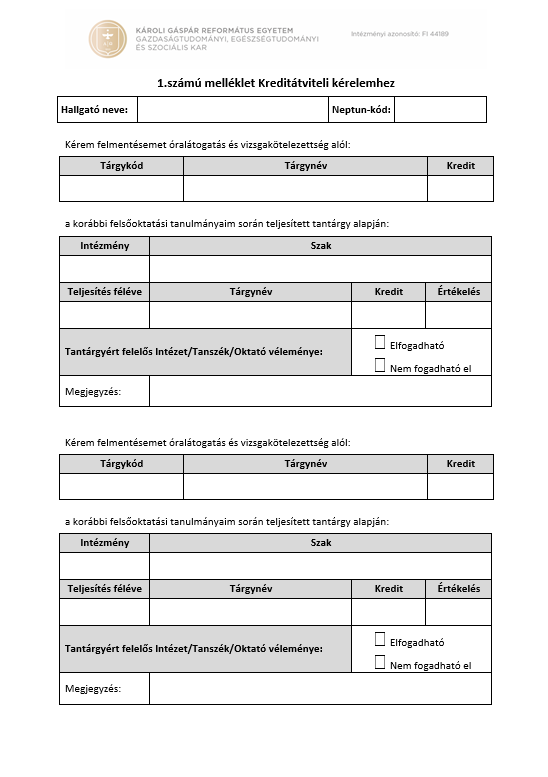 KÁROLI GÁSPÁR REFORMÁTUS EGYETEM
GAZDASÁGTUDOMÁNYI, EGÉSZSÉGTUDOMÁNYI
ÉS SZOCIÁLIS KAR
Intézményi azonosító: FI 44189
1.számú melléklet Kreditátviteli kérelemhez
Hallgató neve: Neptun-kód:
Kérem felmentésemet óralátogatás és vizsgakötelezettség alól:
Tárgykód Tárgynév Kredit
a korábbi felsőoktatási tanulmányaim során teljesített tantárgy alapján:
Intézmény Szak
Teljesítés féléve Tárgynév Kredit Értékelés
Tantárgyért felelős Intézet/Tanszék/Oktató véleménye:
Elfogadható
Nem fogadható el
Megjegyzés:
Kérem felmentésemet óralátogatás és vizsgakötelezettség alól:
Tárgykód Tárgynév Kredit
a korábbi felsőoktatási tanulmányaim során teljesített tantárgy alapján:
Intézmény Szak
Teljesítés féléve Tárgynév Kredit Értékelés
Tantárgyért felelős Intézet/Tanszék/Oktató véleménye:
Elfogadható
Nem fogadható el
Megjegyzés: